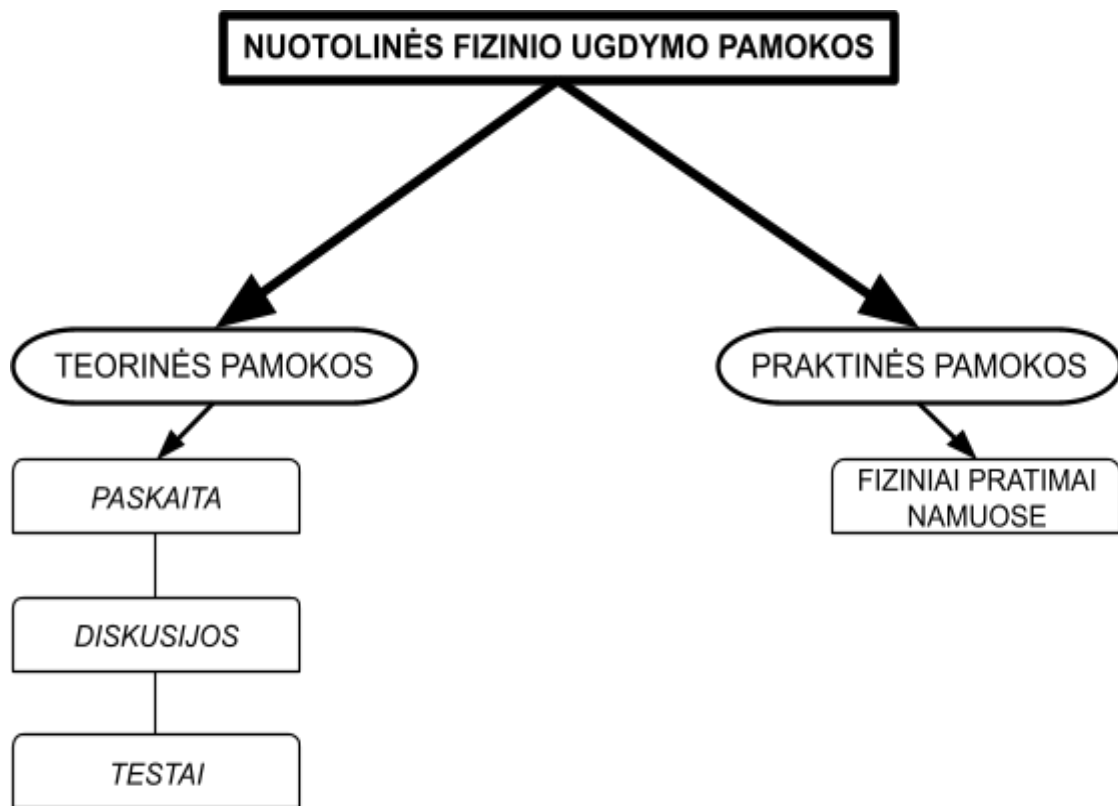 NUOTOLINĖS FIZINIO UGDYMO PAMOKOS
TEORINĖS PAMOKOS
PRAKTINĖS PAMOKOS
PASKAITA
FIZINIAI PRATIMAI
NAMUOSE
DISKUSIJOS
TESTAI